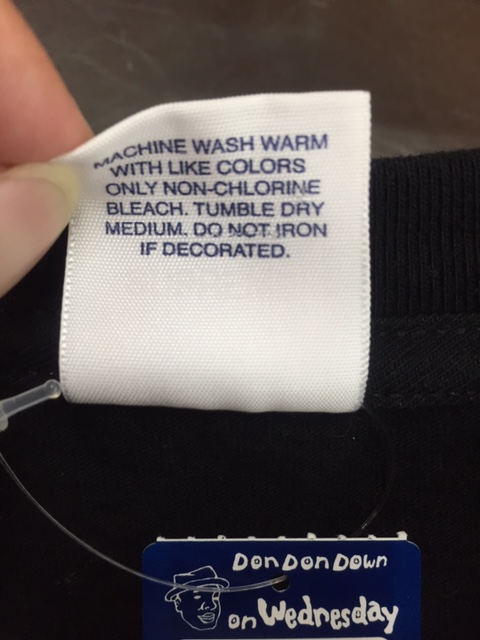 MACHINE WASH WARM
WITH LIKE COLORS
ONLY NON-CHLORINE
BLEACH. TUMBLE DRY
MEDIUM. DO NOT IRON
IF DECORATED.
DonDonDown
on Wednesday